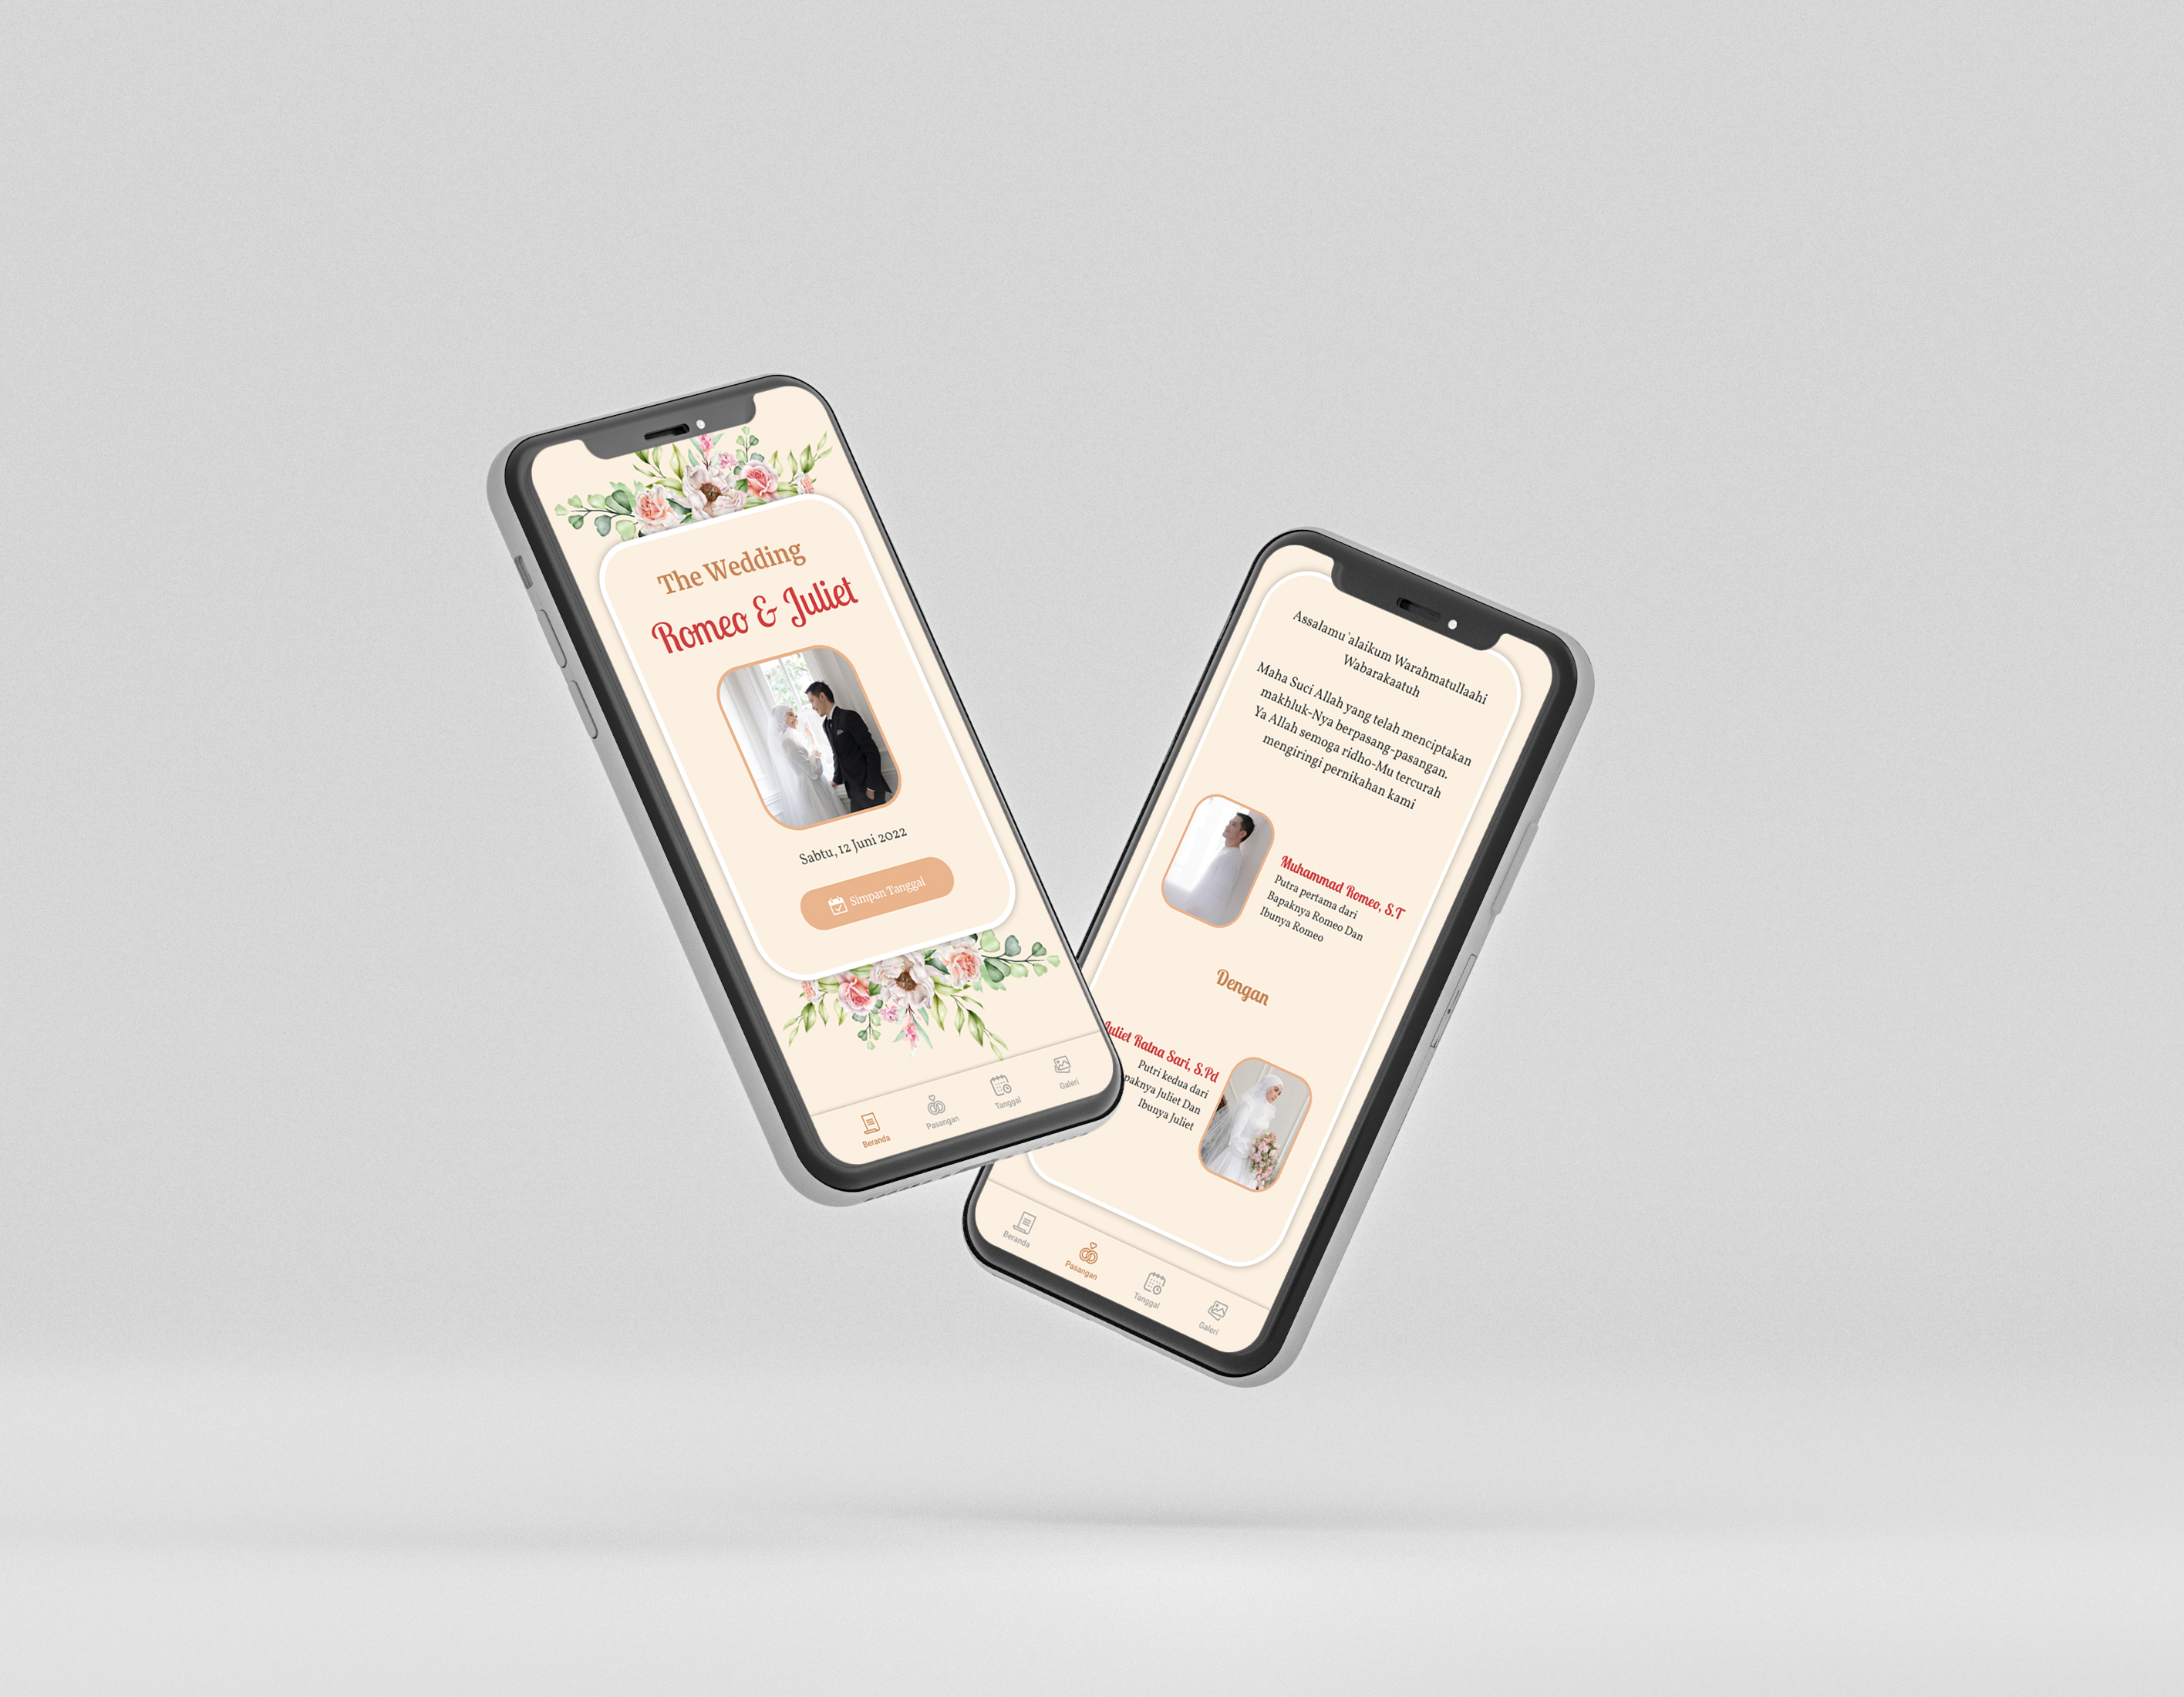 The Wedding
Romeo & Juliet
Sabtu, 12 Juni 2022
Simpan Tanggal
Beranda
Pasangan
Tanggal
Galeri
Assalamu`alaikum Warahmatullaahi
Wabarakaatuh
Maha Suci Allah yang telah menciptakan
makhluk-Nya berpasang-pasangan.
Ya Allah semoga ridho-Mu tercurah
mengiringi pernikahan kami
Muhammad Romeo, S.T
Putra pertama dari
Bapaknya Romeo Dan
Ibunya Romeo
Dengan
Juliet Ratna Sari, S.Pd
Putri kedua dari
paknya Juliet Dan
Ibunya Juliet
Beranda
Pasangan
Tanggal
Galeri